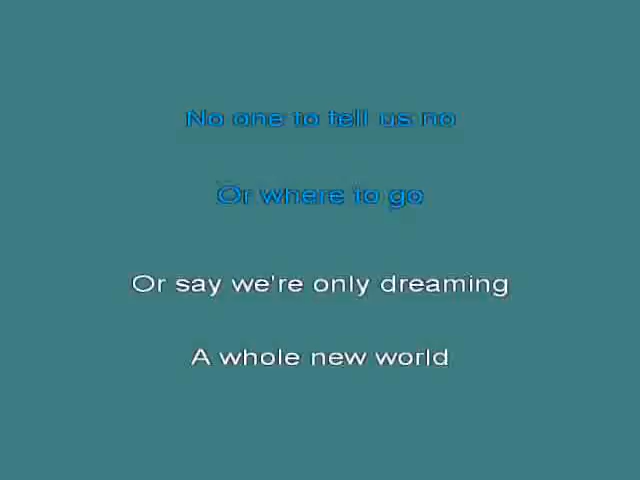 No one to tell us no
Or where to go
Or say we're only dreaming
A whole new world